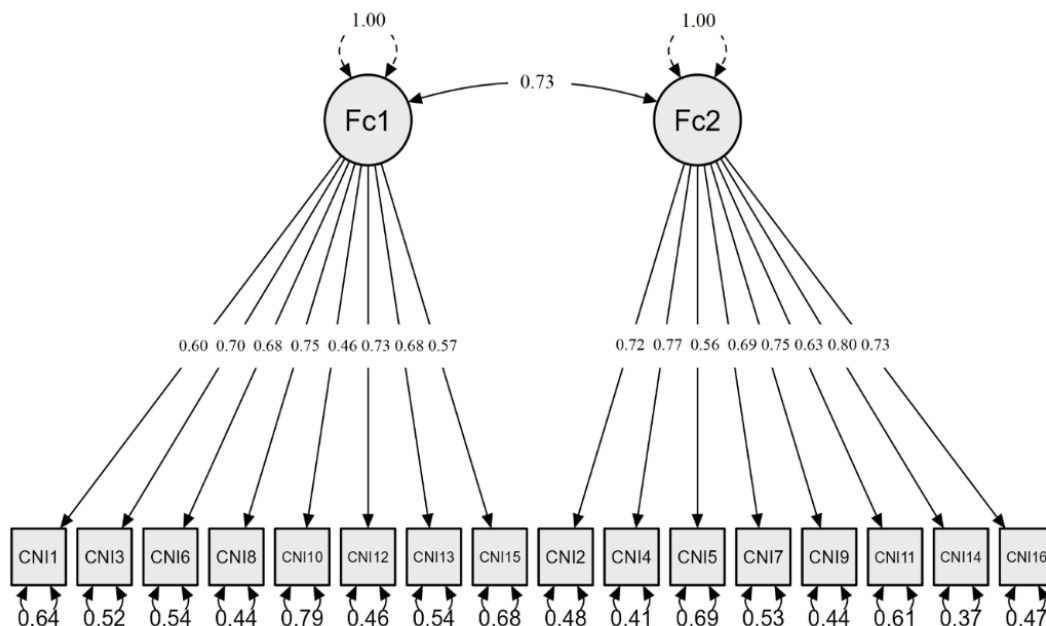 1.00 1.00
0.73
Fc1 Fc2
0.60 0.70 0.68 0.75 0.46 0.73 0.68 0.57 0.72 0.77 0.56 0.69 0.75 0.63 0.80 0.73
CNI1 CNI3 CNI6 CNI8 CNI10 CNI12 CNI13 CNI15 CNI2 CNI4 CNI5 CNI7 CNI9 CNI11 CNI14 CNI16
0.64 0.52 0.54 0.44 0.79 0.46 0.54 0.68 0.48 0.41 0.69 0.53 0.44 0.61 0.37 0.47